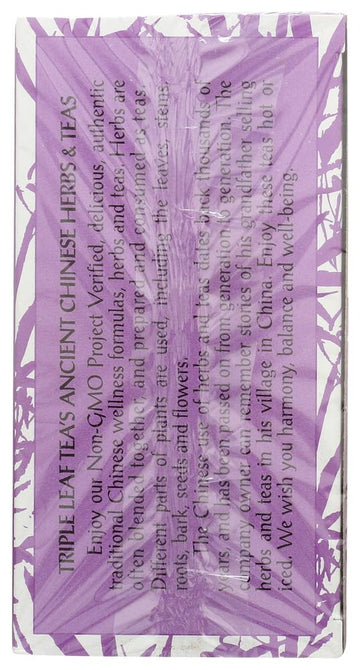 TRIPLE LEAF TEA'S ANCIENT CHINESE HERBS & TEAS
Enjoy our Non-GMO Project Verified, delicious, authentic
traditional Chinese wellness formulas, herbs and teas. Herbs are
often blended together, and prepared and consumed as teas.
Different parts of plants are used, including the leaves, stems,
roots, bark, seeds and flowers.
The Chinese use of herbs and teas dates back thousands of
years, and has been passed on from generation to generation. The
company owner can remember stories of his grandfather selling
herbs and teas in his village in China. Enjoy these teas hot or
iced. We wish you harmony, balance and well-being.